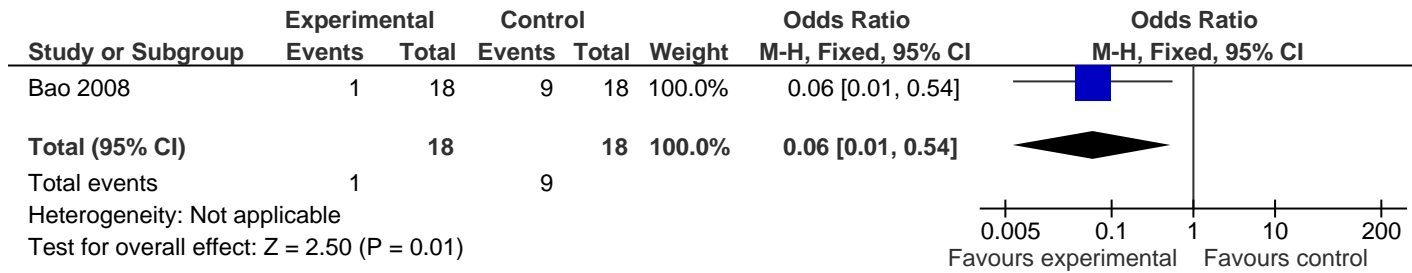 Experimental Control Odds Ratio Odds Ratio
Study or Subgroup Events Total Events Total Weight M-H, Fixed, 95% CI M-H, Fixed, 95% CI
Bao 2008 1 18 9 18 100.0% 0.06 [0.01, 0.54]
Total (95% CI) 18 18 100.0% 0.06 [0.01, 0.54]
Total events 1 9
Heterogeneity: Not applicable
Test for overall effect: Z = 2.50 (P = 0.01)
0.005 0.1 1 10 200
Favours experimental Favours control